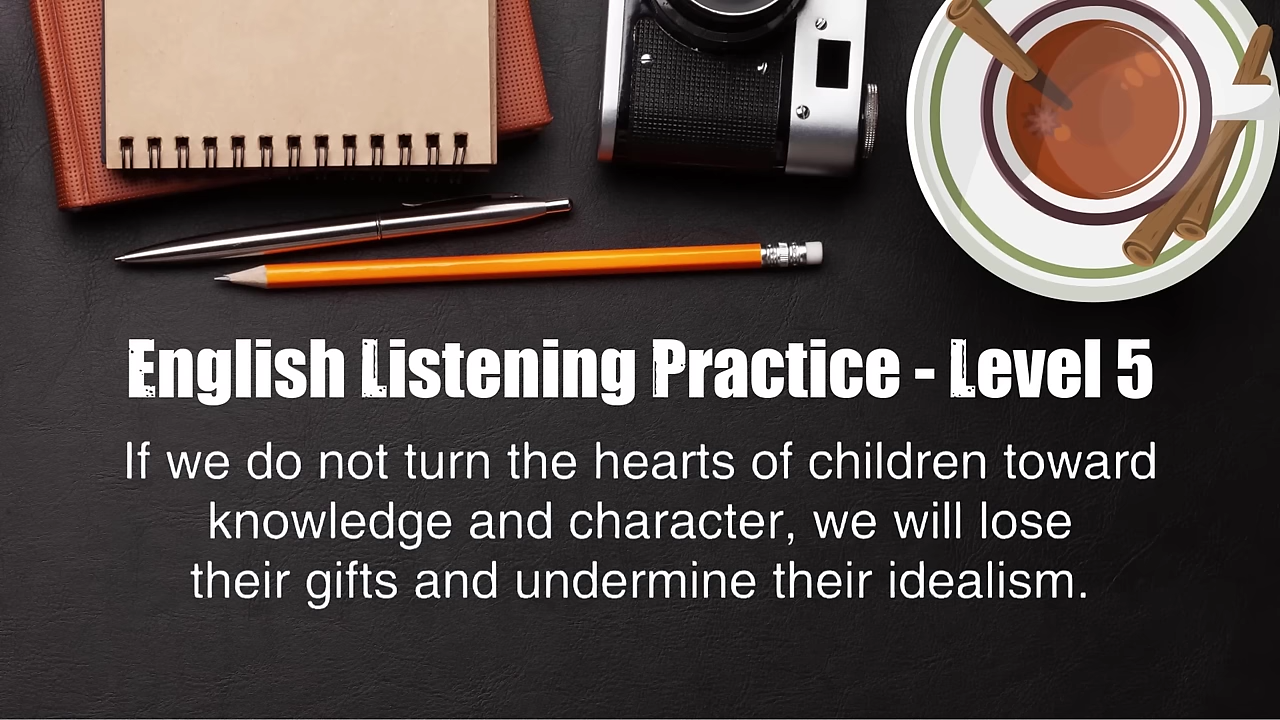 English Listening Practice - Level 5
If we do not turn the hearts of children toward
knowledge and character, we will lose
their gifts and undermine their idealism.